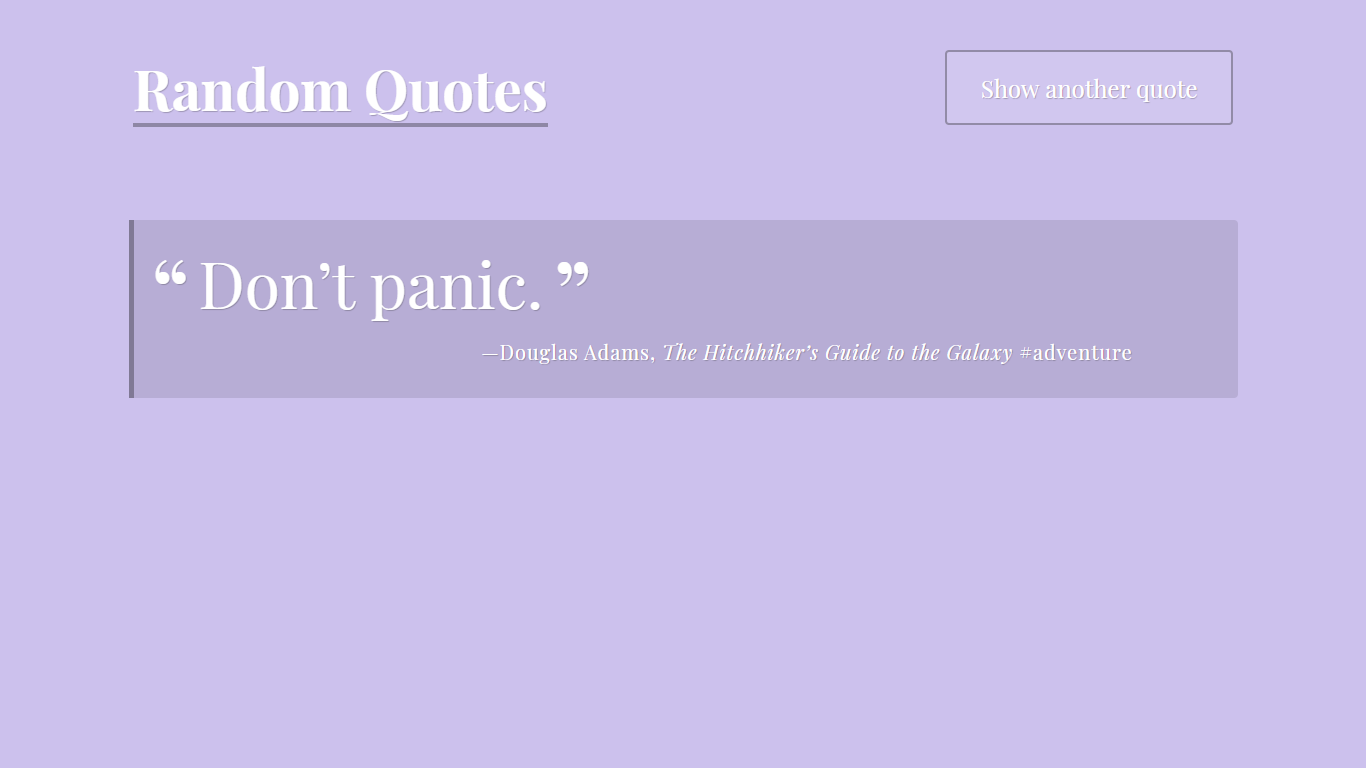 Random Quotes
Show another quote
“ Don’t panic. ”
—Douglas Adams, The Hitchhiker’s Guide to the Galaxy #adventure